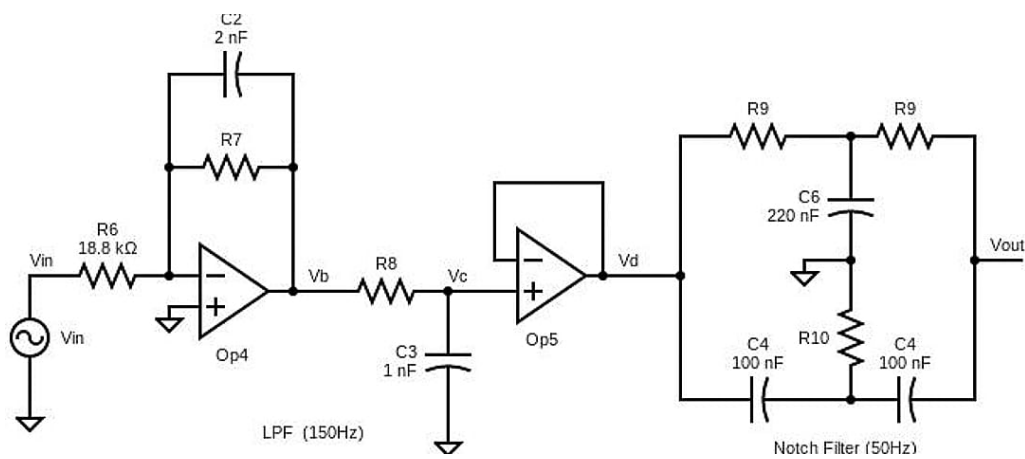 C2
2 nF
R7
R9
R9
C6
220 nF
R6
18.8 kΩ
Vin
Vb
R8
Vc
Vd
Vout
Vin
Op4
Op5
C3
1 nF
R10
C4
100 nF
C4
100 nF
LPF (150Hz)
Notch Filter (50Hz)